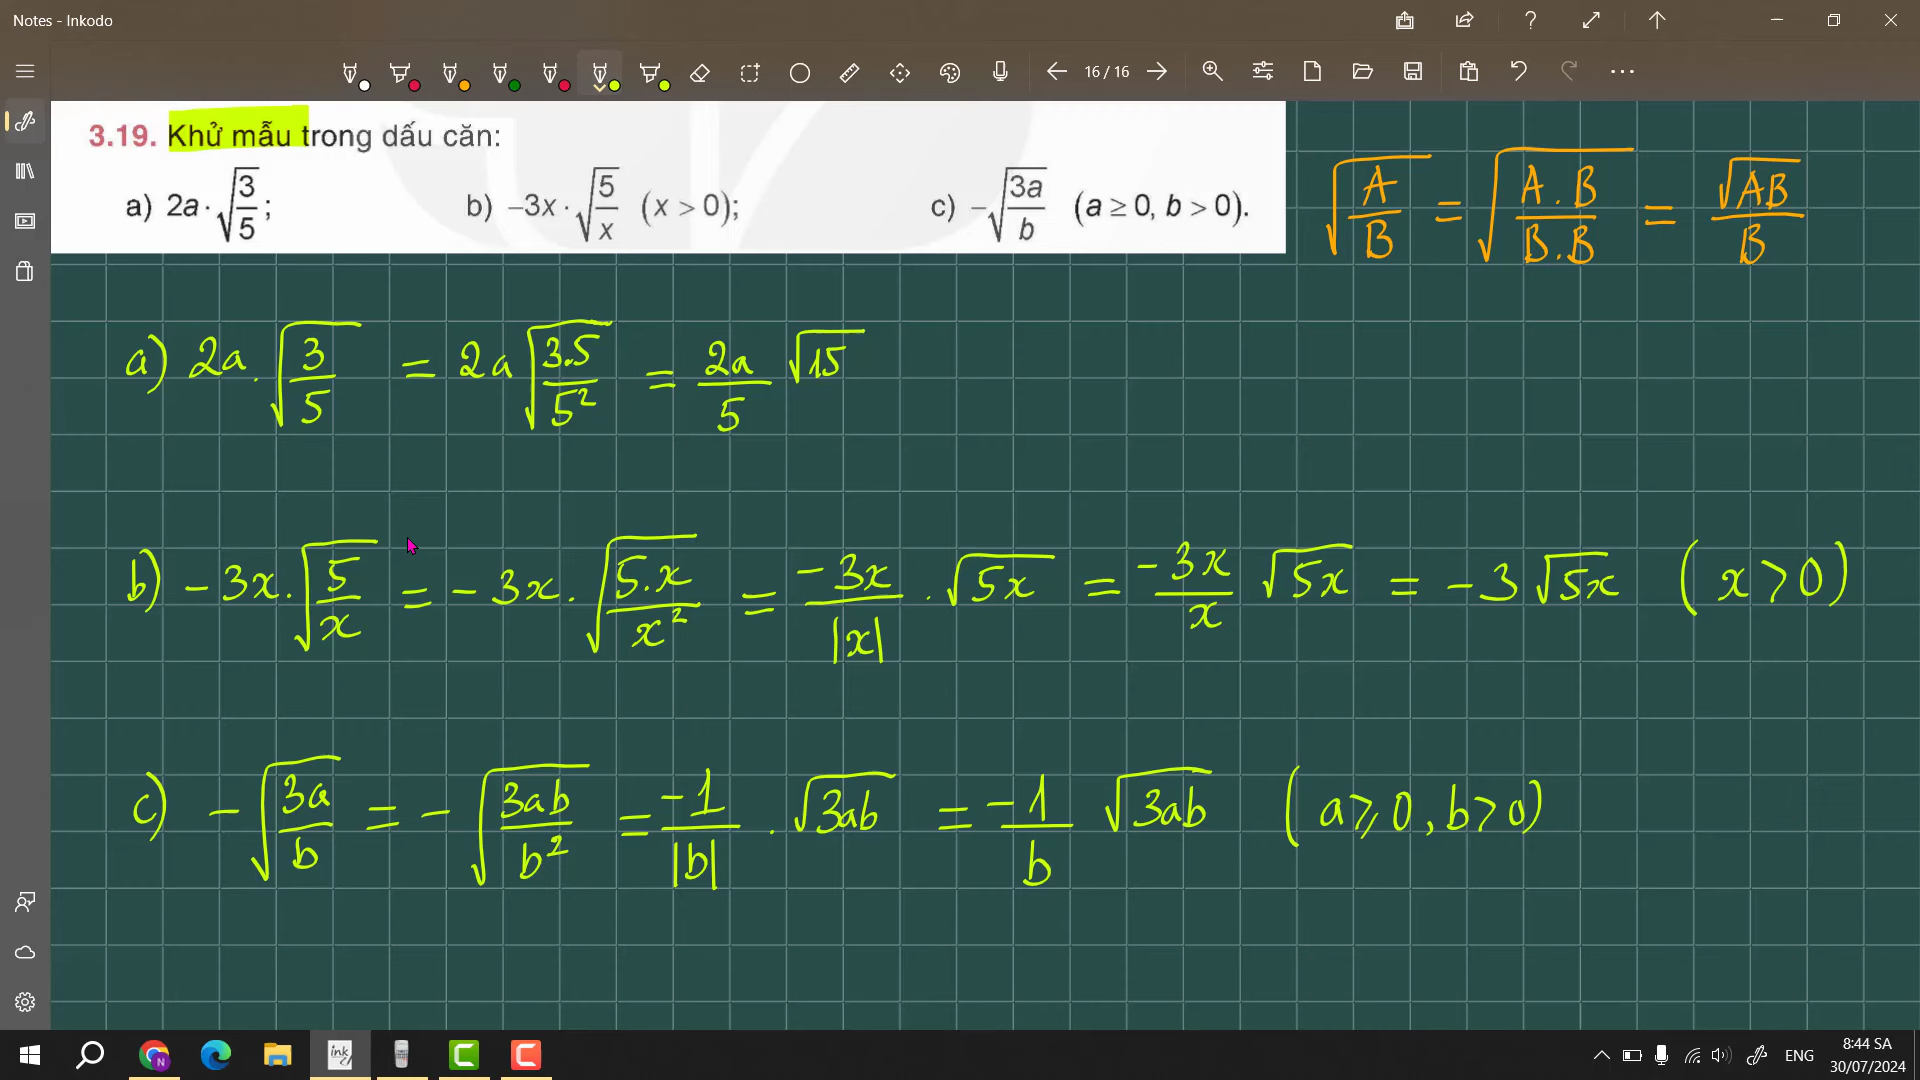 Notes - Inkodo
16 / 16
3.19. Khử mẫu trong dấu căn:
a) 2a·√(3/5); b) –3x·√(5/x) (x > 0); c) –√(3a/b) (a ≥ 0, b > 0).
√(A/B) = √(A.B/B.B) = √AB/B
a) 2a.√(3/5) = 2a√(3.5/5²) = 2a/5 √15
b) -3x.√(5/x) = -3x.√(5.x/x²) = -3x/|x| . √5x = -3x/x √5x = -3√5x (x > 0)
c) -√(3a/b) = -√(3ab/b²) = -1/|b| . √3ab = -1/b √3ab (a ≥ 0, b > 0)
ink
N
C
C
ENG
8:44 SA
30/07/2024